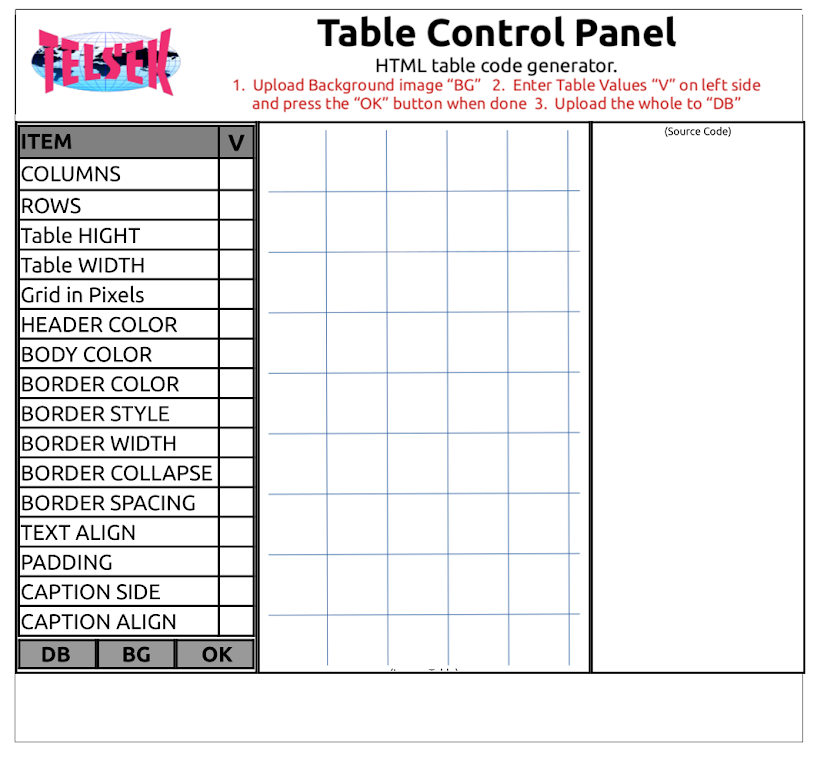 TELSEK
Table Control Panel
HTML table code generator.
1. Upload Background image “BG” 2. Enter Table Values “V” on left side
and press the “OK” button when done 3. Upload the whole to “DB”
ITEM V
COLUMNS
ROWS
Table HIGHT
Table WIDTH
Grid in Pixels
HEADER COLOR
BODY COLOR
BORDER COLOR
BORDER STYLE
BORDER WIDTH
BORDER COLLAPSE
BORDER SPACING
TEXT ALIGN
PADDING
CAPTION SIDE
CAPTION ALIGN
DB BG OK
(Source Code)